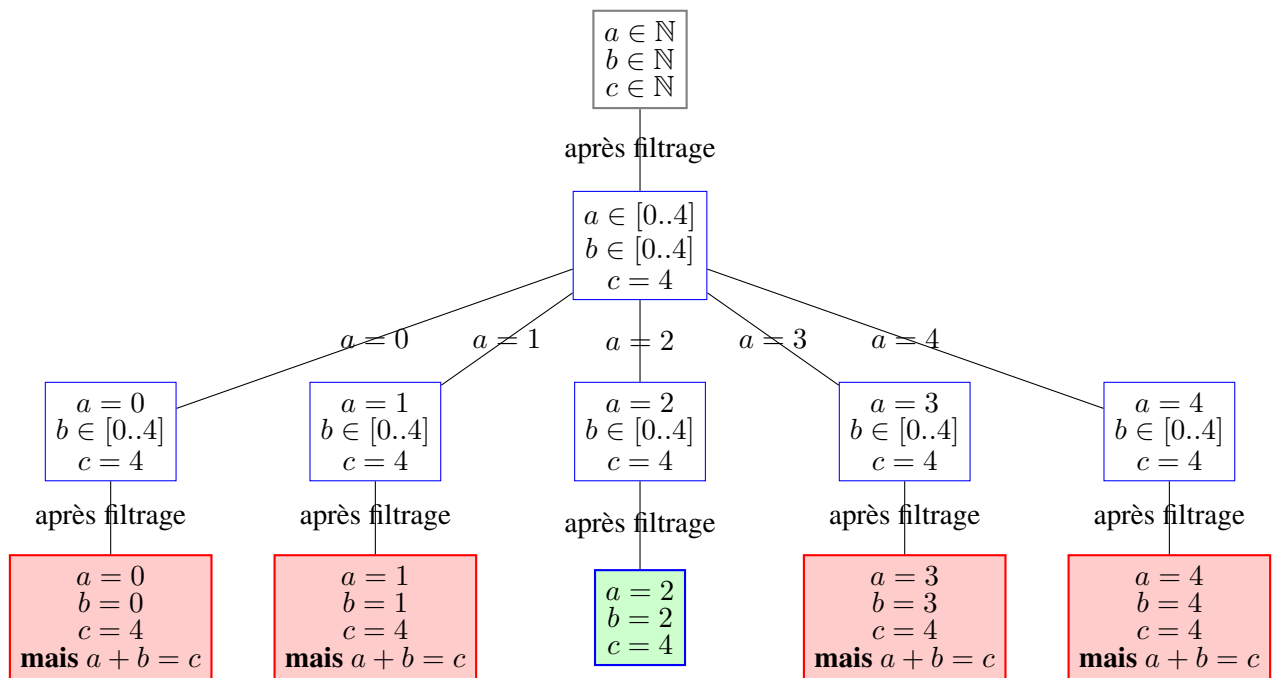 a ∈ ℕ
b ∈ ℕ
c ∈ ℕ
après filtrage
a ∈ [0..4]
b ∈ [0..4]
c = 4
a = 0
a = 1
a = 2
a = 3
a = 4
a = 0
b ∈ [0..4]
c = 4
a = 1
b ∈ [0..4]
c = 4
a = 2
b ∈ [0..4]
c = 4
a = 3
b ∈ [0..4]
c = 4
a = 4
b ∈ [0..4]
c = 4
après filtrage
après filtrage
après filtrage
après filtrage
après filtrage
a = 0
b = 0
c = 4
mais a + b = c
a = 1
b = 1
c = 4
mais a + b = c
a = 2
b = 2
c = 4
a = 3
b = 3
c = 4
mais a + b = c
a = 4
b = 4
c = 4
mais a + b = c